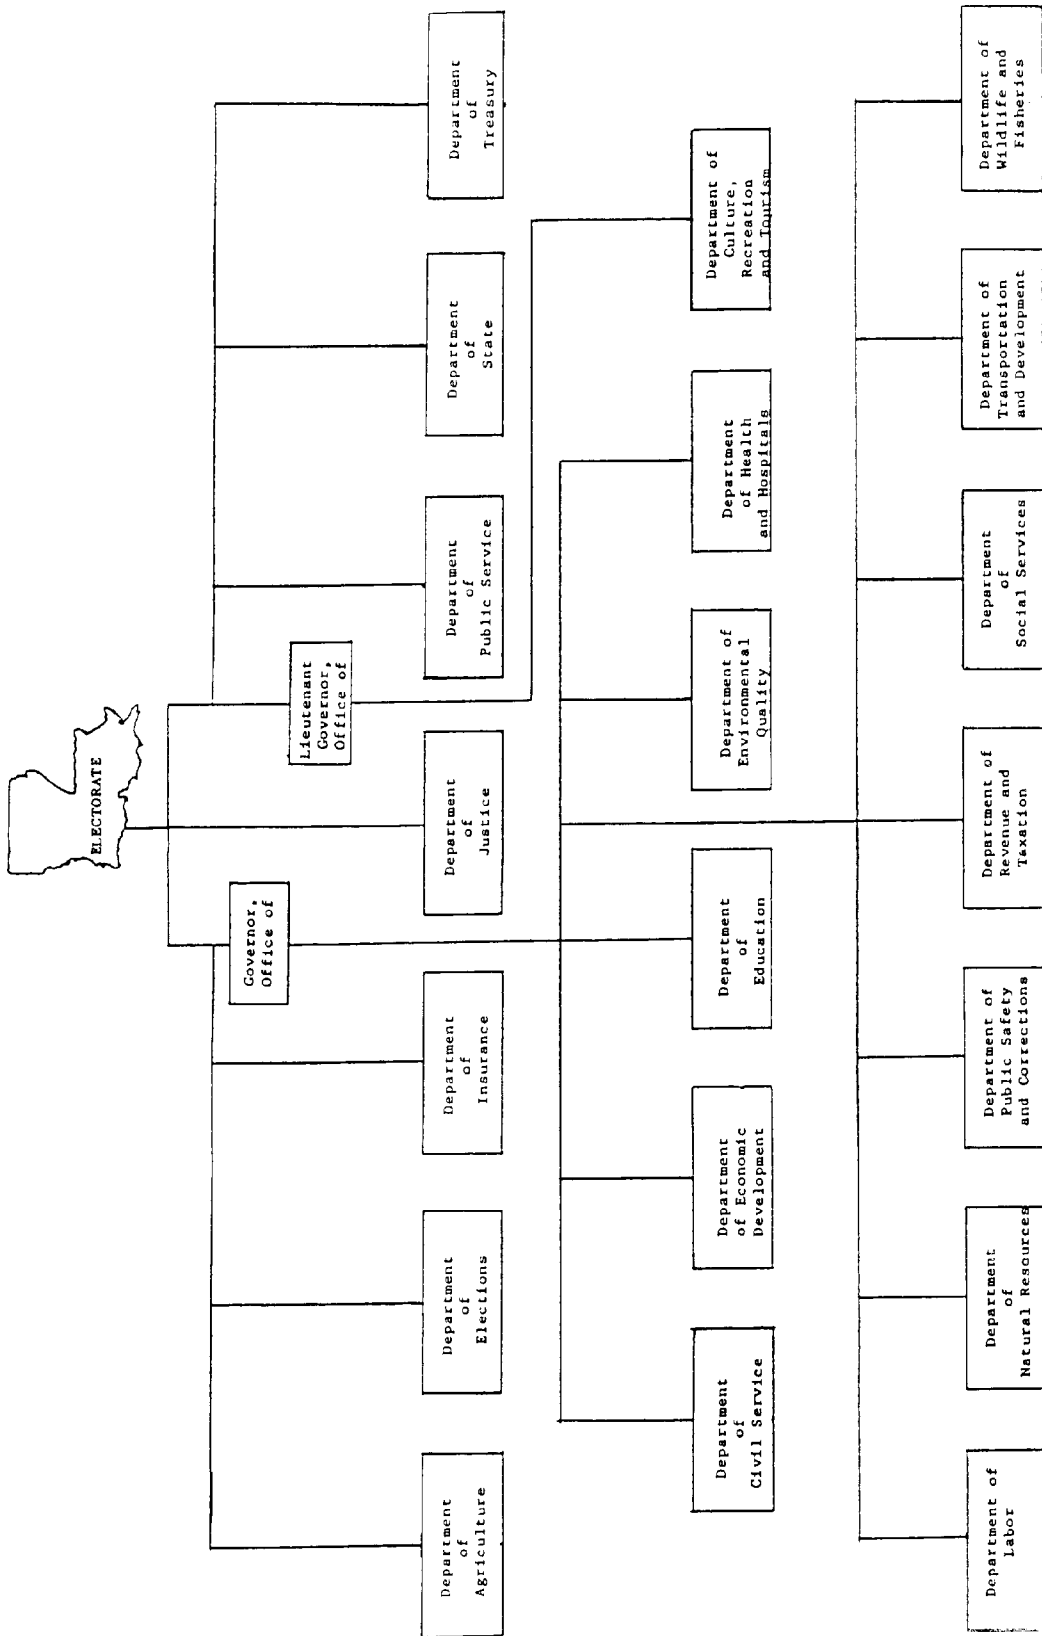 ELECTORATE
Governor,
Office of
Lieutenant
Governor,
Office of
Department
of
Agriculture
Department
of
Elections
Department
of
Insurance
Department
of
Justice
Department
of
Public Service
Department
of
State
Department
of
Treasury
Department
of
Civil Service
Department
of Economic
Development
Department
of
Education
Department of
Environmental
Quality
Department
of Health
and Hospitals
Department of
Culture,
Recreation
and Tourism
Department of
Labor
Department
of
Natural Resources
Department of
Public Safety
and Corrections
Department of
Revenue and
Taxation
Department
of
Social Services
Department of
Transportation
and Development
Department of
Wildlife and
Fisheries